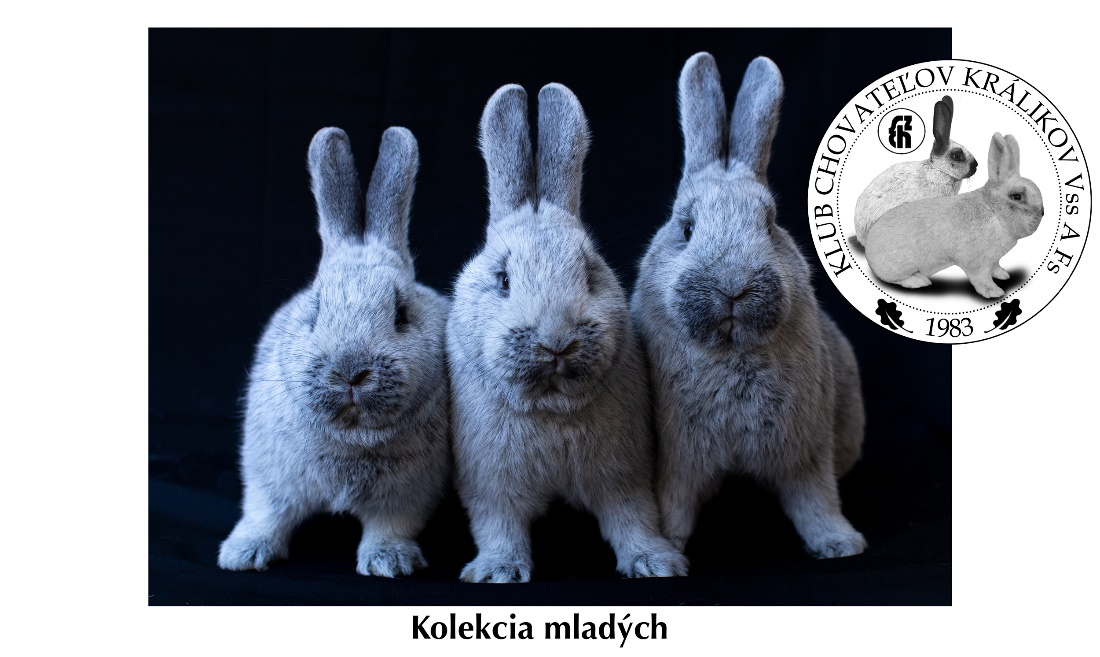 KLUB CHOVATEĽOV KRÁLIKOV Vss A Fs
1983
Kolekcia mladých